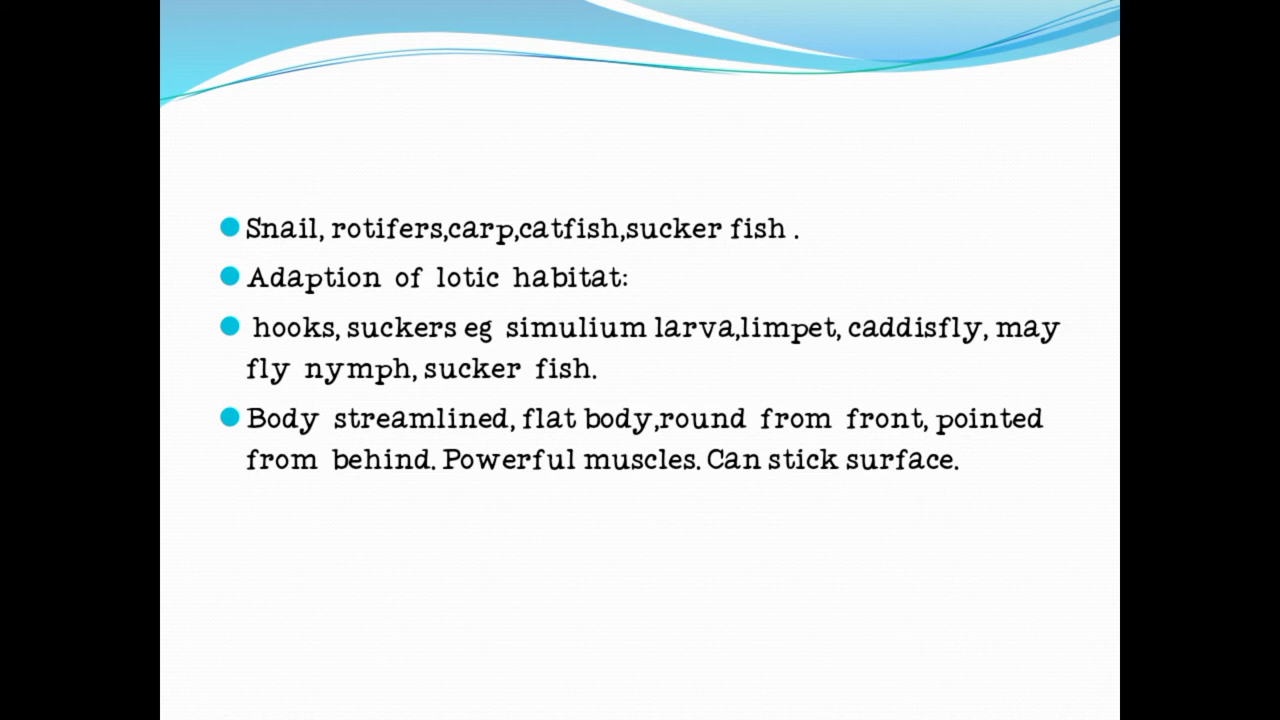 Snail, rotifers,carp,catfish,sucker fish .
Adaption of lotic habitat:
hooks, suckers eg simulium larva,limpet, caddisfly, may
fly nymph, sucker fish.
Body streamlined, flat body,round from front, pointed
from behind. Powerful muscles. Can stick surface.